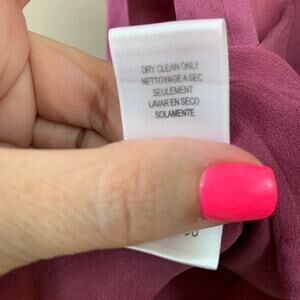 DRY CLEAN ONLY
NETTOYAGE A SEC
SEULEMENT
LAVAR EN SECO
SOLAMENTE